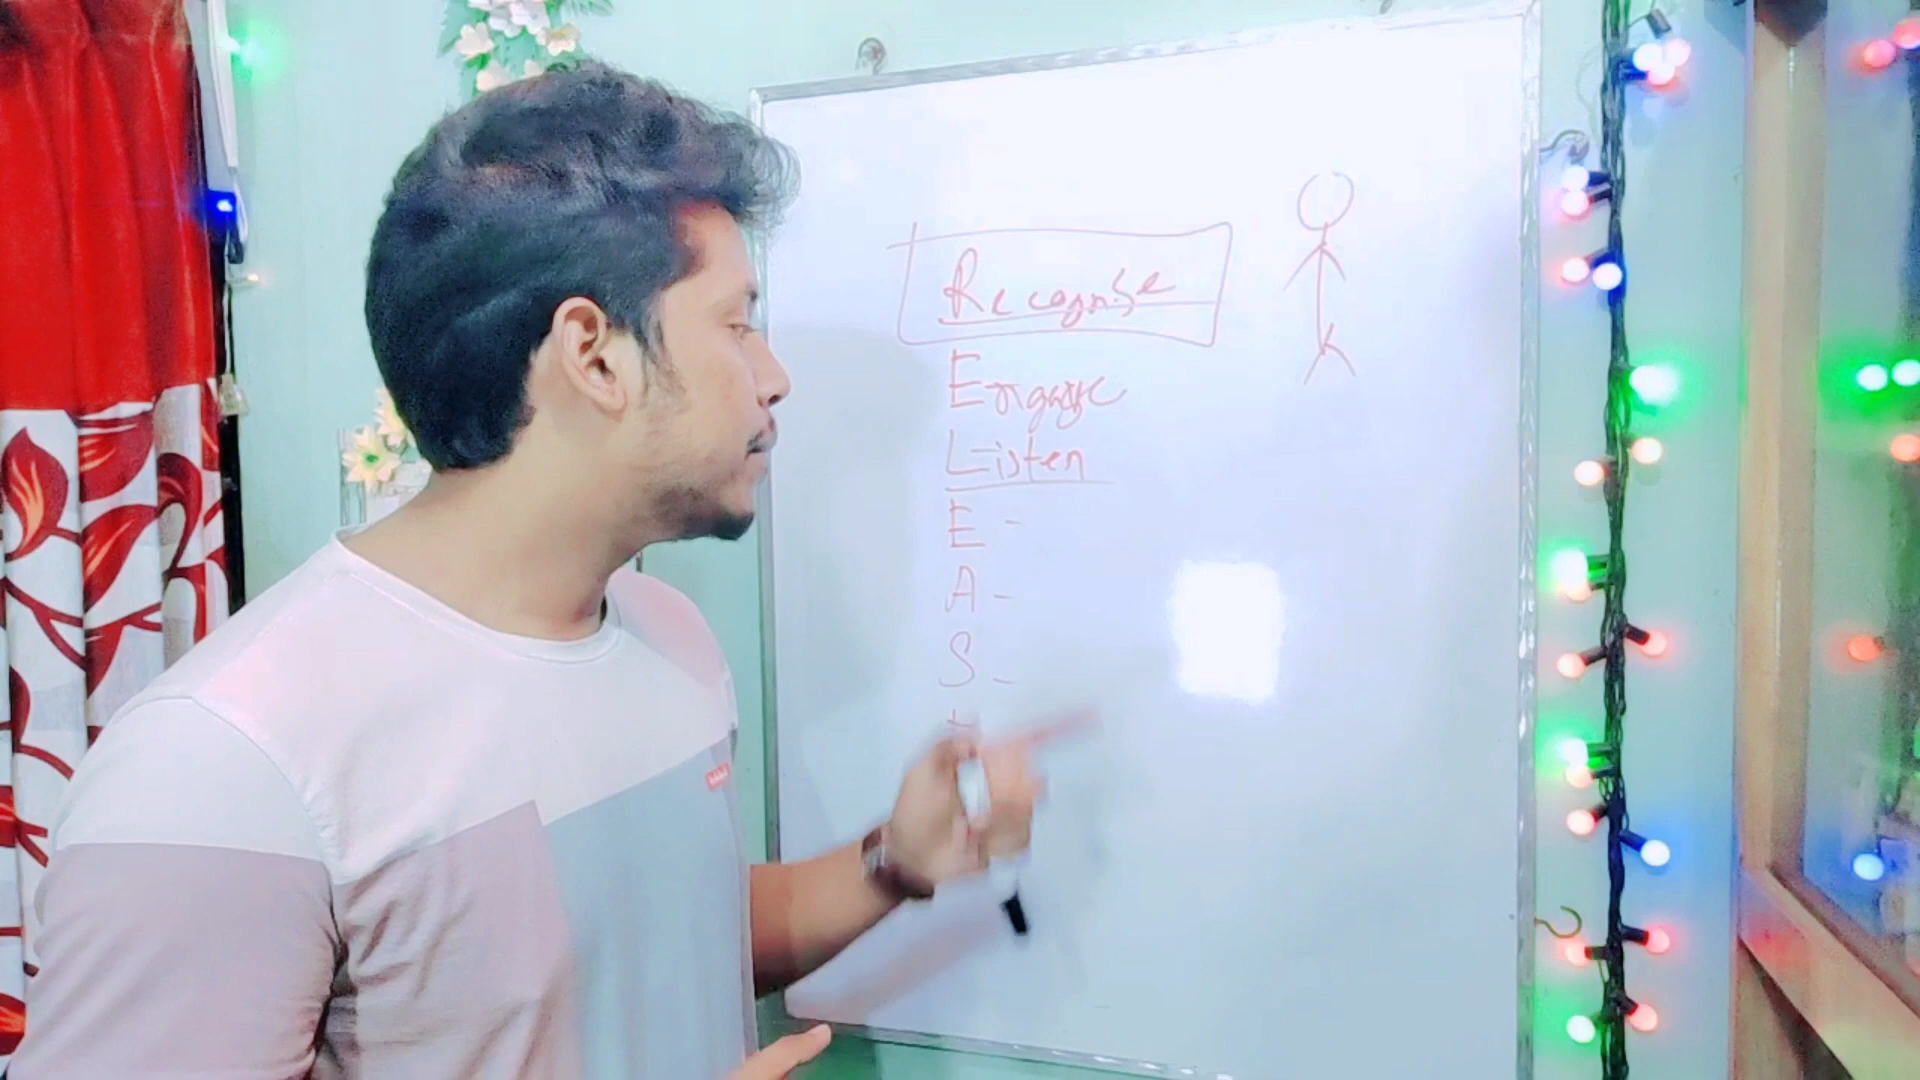 Recognise
Engage
Listen
E -
A -
S -